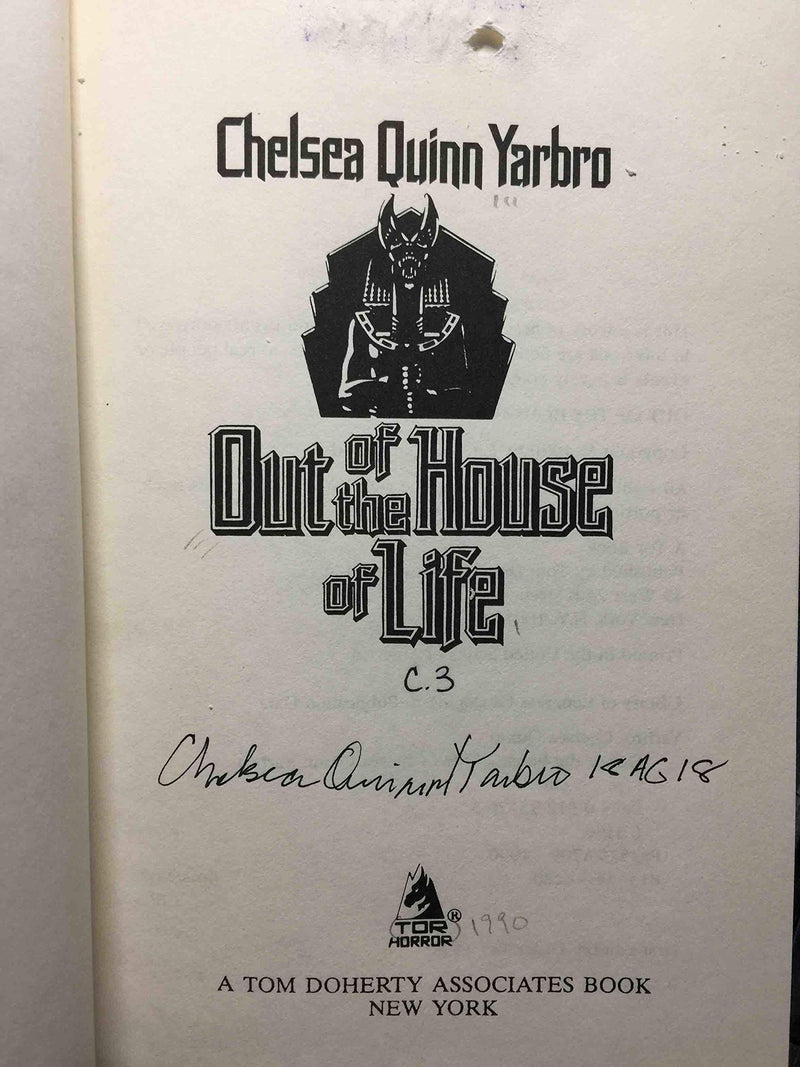 Chelsea Quinn Yarbro
Out of the House
of Life
C.3
Chelsea Quinn Yarbro 18 AG 18
TOR® 1990
HORROR
A TOM DOHERTY ASSOCIATES BOOK
NEW YORK